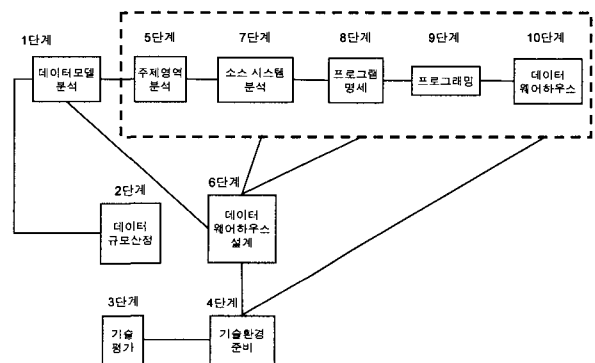 1단계
데이터모델
분석
5단계
주제영역
분석
7단계
소스 시스템
분석
8단계
프로그램
명세
9단계
프로그래밍
10단계
데이터
웨어하우스
2단계
데이터
규모산정
6단계
데이터
웨어하우스
설계
3단계
기술
평가
4단계
기술환경
준비